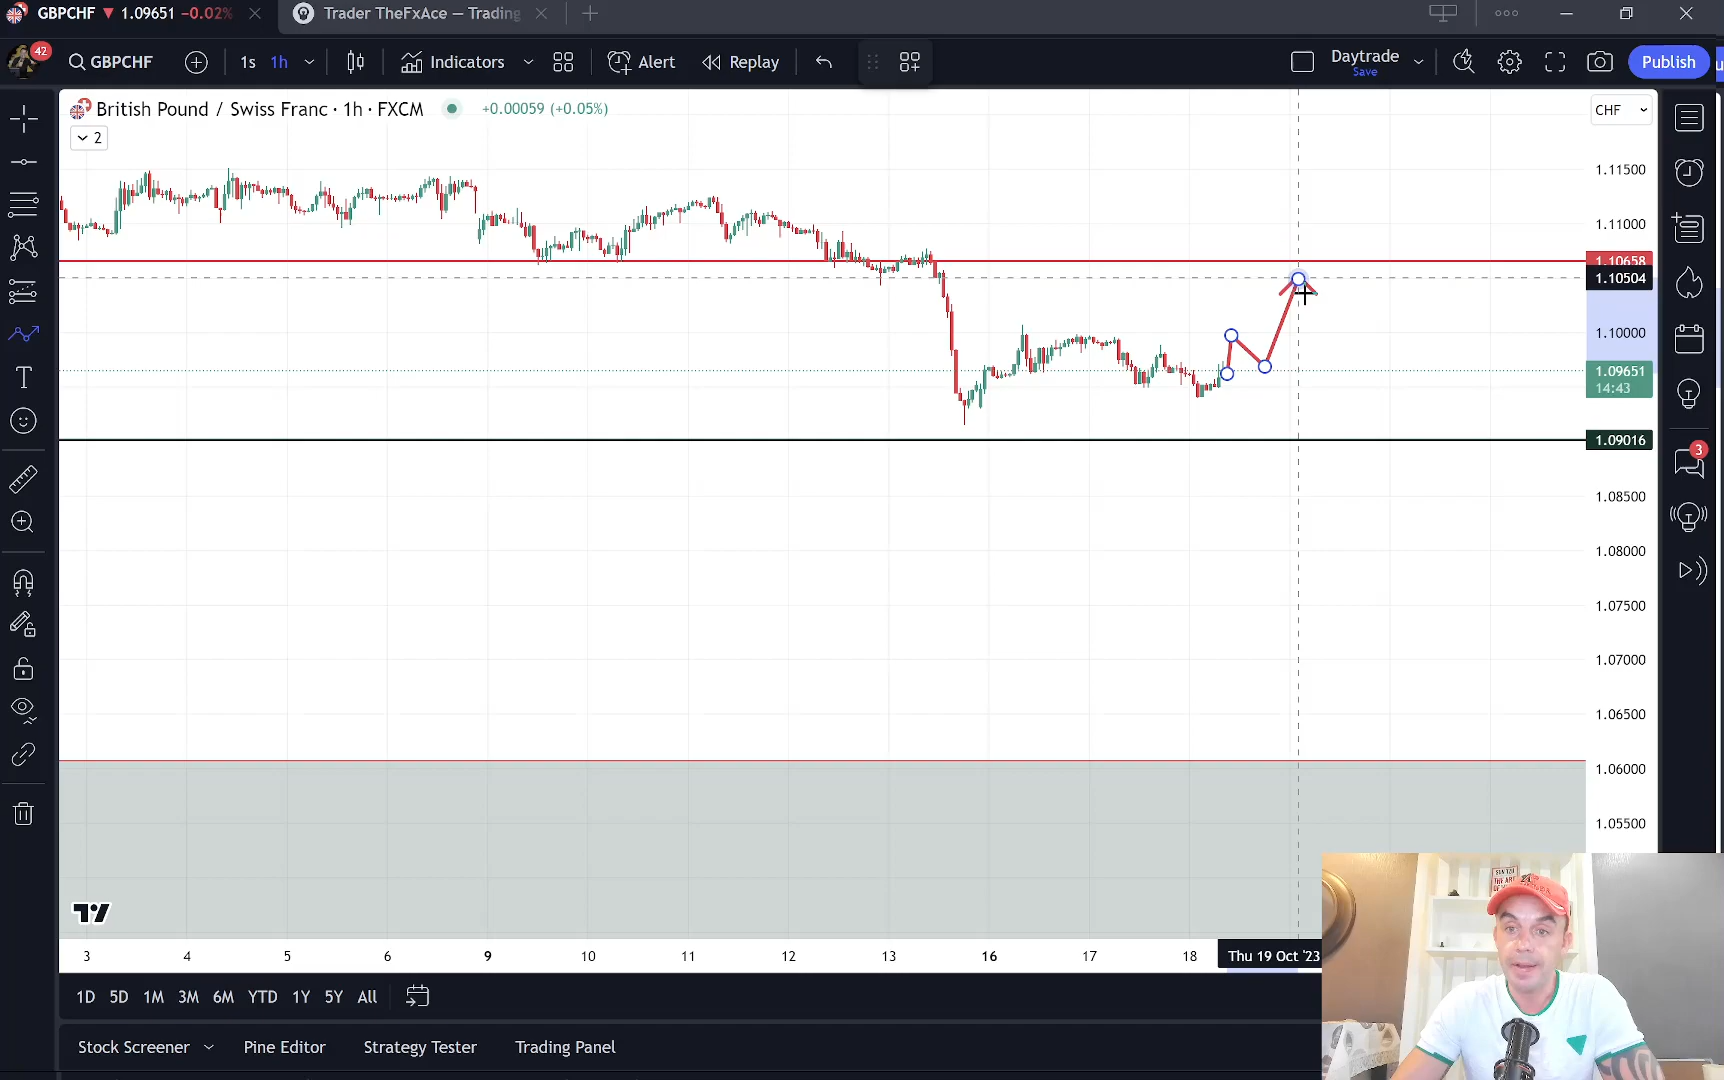 GBPCHF ▼ 1.09651 −0.02%
Trader TheFxAce — Trading
42
GBPCHF
1s 1h
Indicators
Alert
Replay
Daytrade
Save
Publish
British Pound / Swiss Franc · 1h · FXCM
+0.00059 (+0.05%)
CHF
2
1.11500
1.11000
1.10658
1.10504
1.10000
1.09651
14:43
1.09016
1.08500
1.08000
1.07500
1.07000
1.06500
1.06000
1.05500
3
T
3 4 5 6 9 10 11 12 13 16 17 18
Thu 19 Oct '23
1D 5D 1M 3M 6M YTD 1Y 5Y All
Stock Screener
Pine Editor
Strategy Tester
Trading Panel
SUN TZU
THE ART